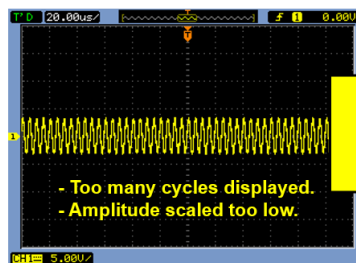 T'D 20.00us/ T f 1 0.00V
T
1
- Too many cycles displayed.
- Amplitude scaled too low.
CH1 5.00V/